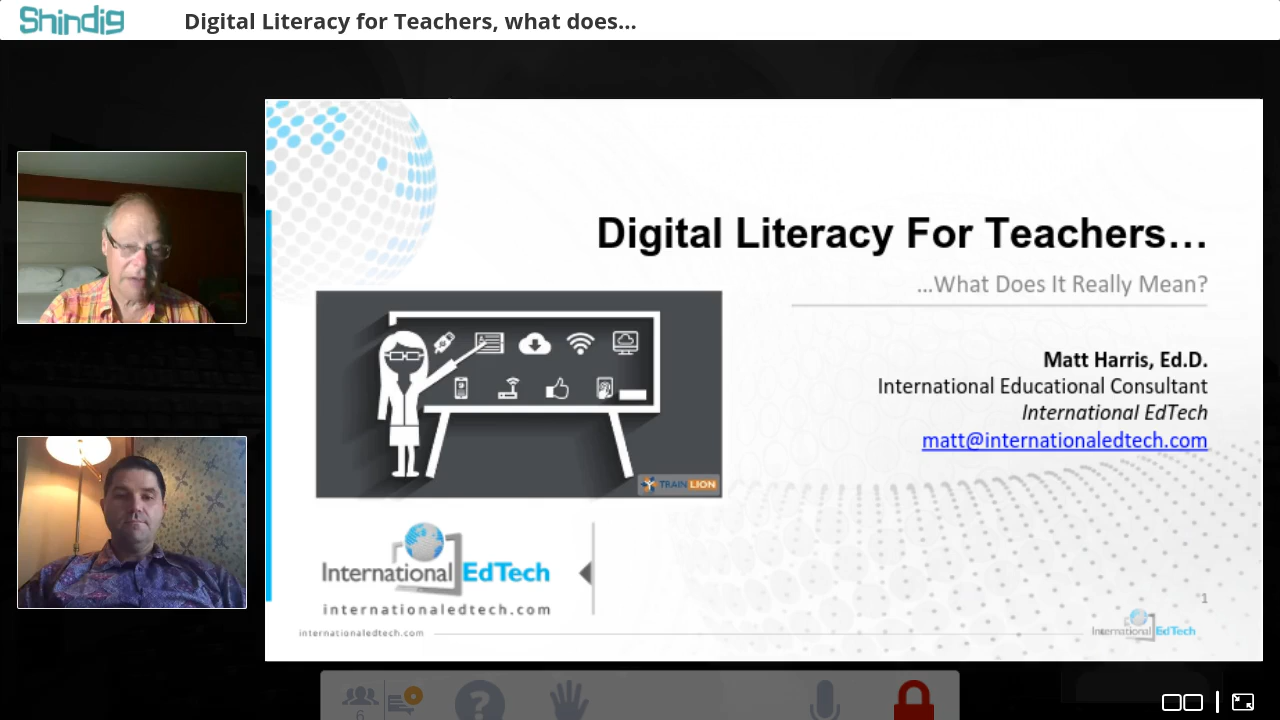 Shindig
Digital Literacy for Teachers, what does...
Digital Literacy For Teachers...
...What Does It Really Mean?
Matt Harris, Ed.D.
International Educational Consultant
International EdTech
matt@internationaledtech.com
TRAIN LION
International EdTech
internationaledtech.com
internationaledtech.com
1
International EdTech
6
?